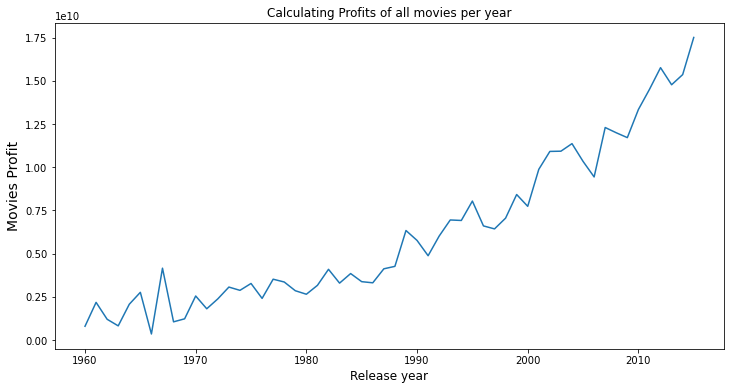 Calculating Profits of all movies per year
1e10
1.75
1.50
1.25
1.00
0.75
0.50
0.25
0.00
Movies Profit
1960 1970 1980 1990 2000 2010
Release year